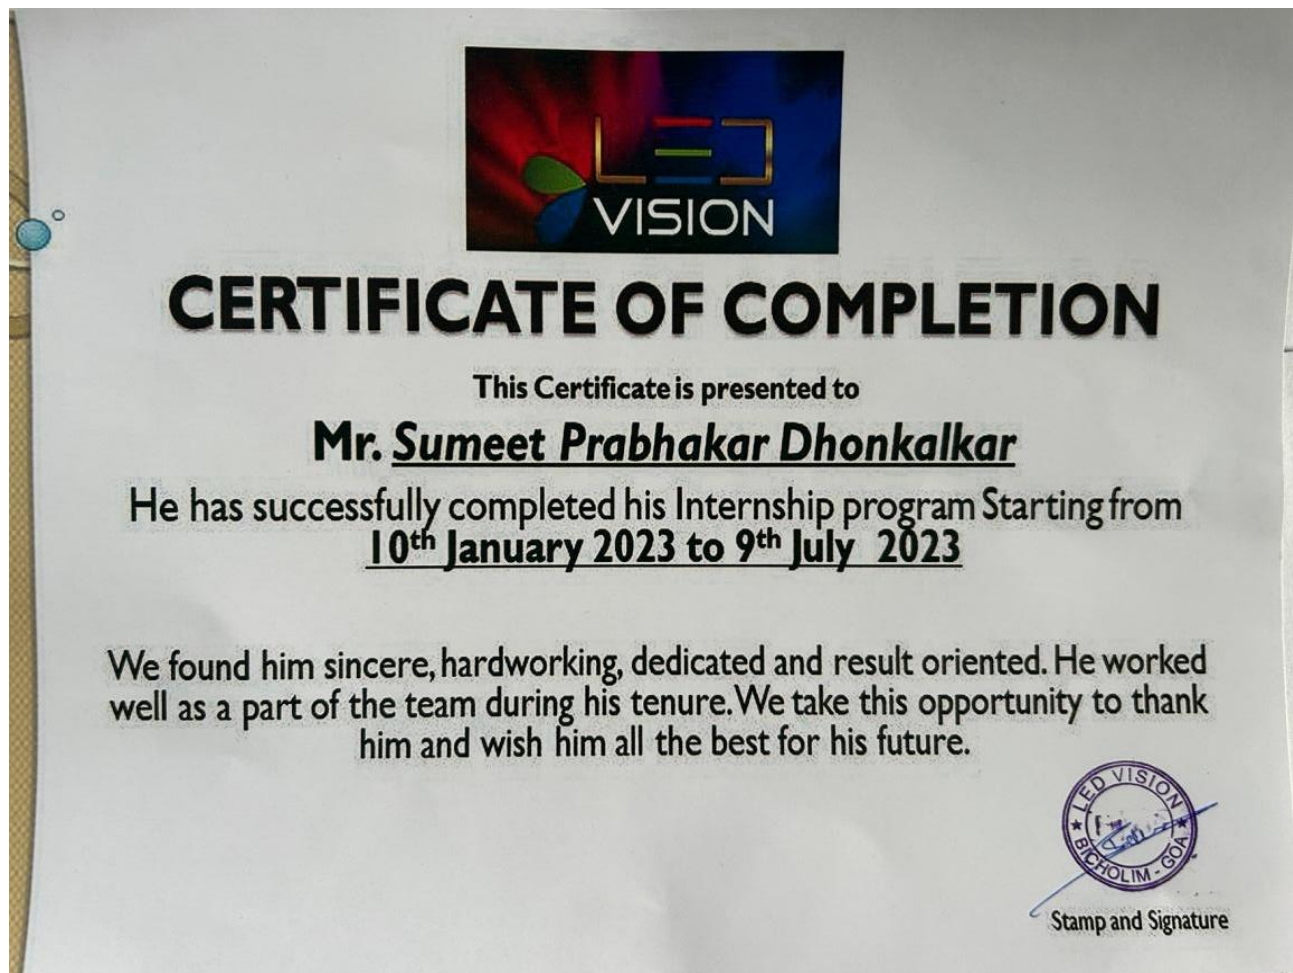 LED
VISION
CERTIFICATE OF COMPLETION
This Certificate is presented to
Mr. Sumeet Prabhakar Dhonkalkar
He has successfully completed his Internship program Starting from
10th January 2023 to 9th July 2023
We found him sincere, hardworking, dedicated and result oriented. He worked
well as a part of the team during his tenure. We take this opportunity to thank
him and wish him all the best for his future.
LED VISION
★ ★
BICHOLIM - GOA
Stamp and Signature